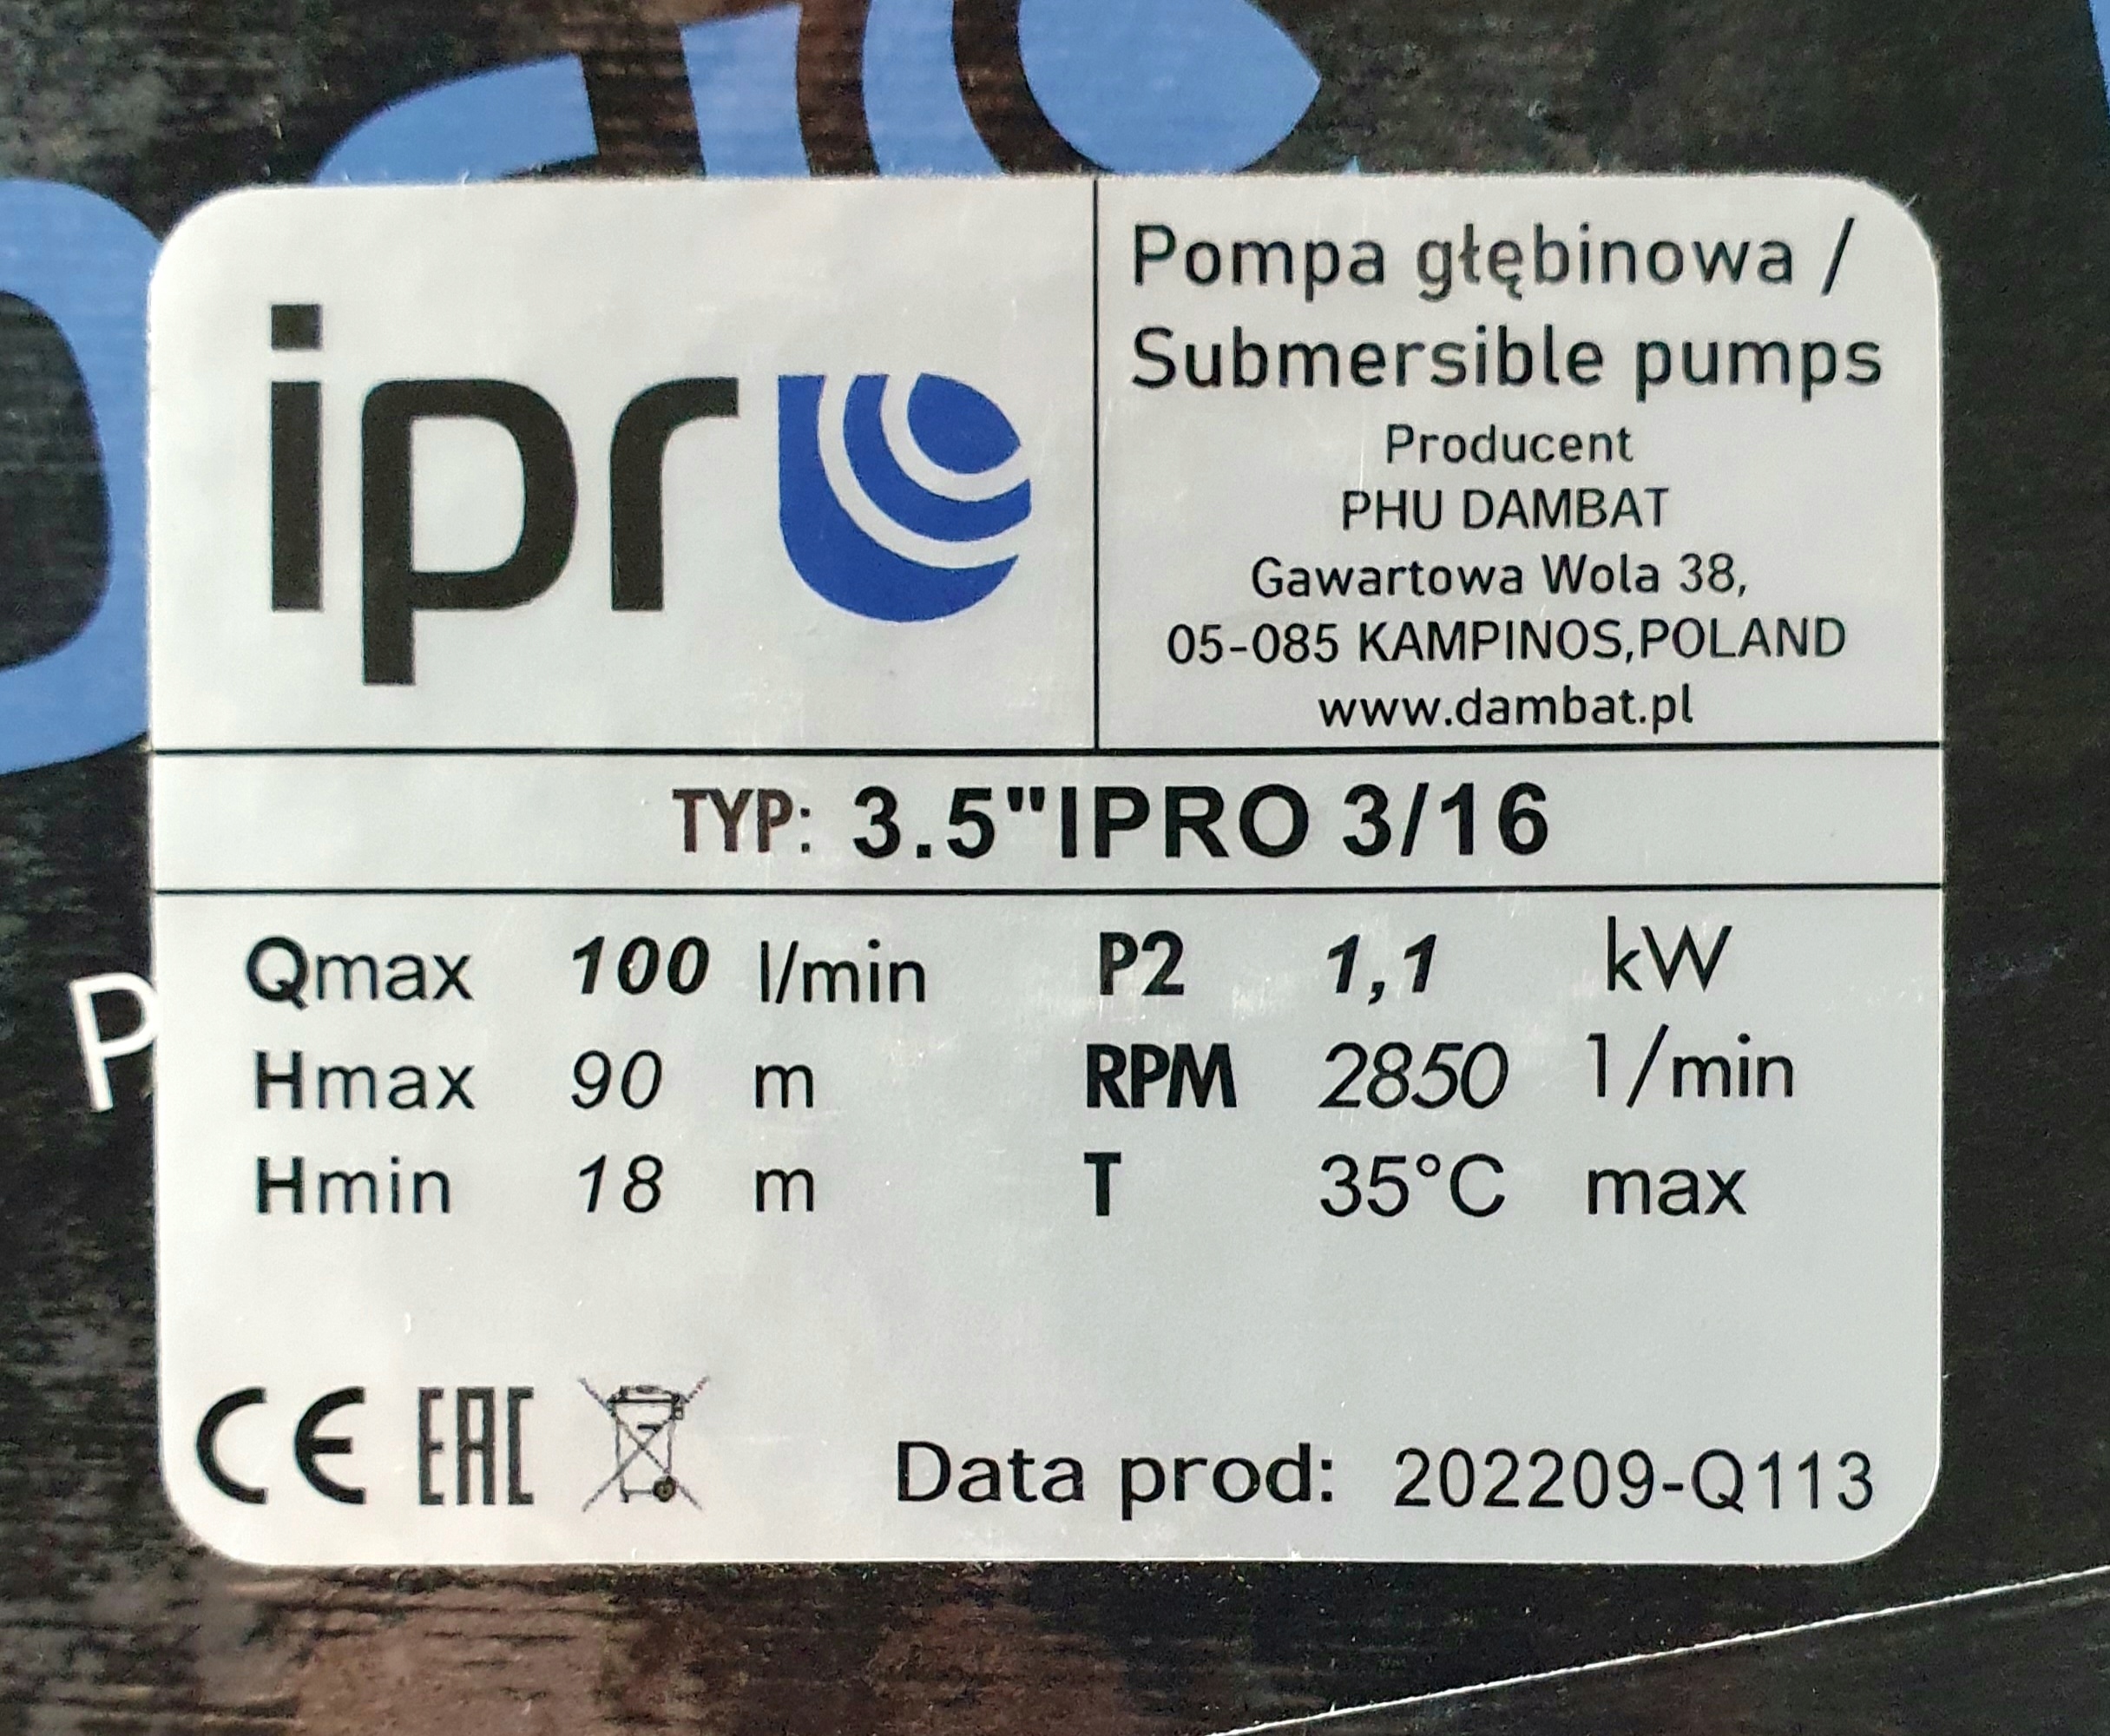 ipro
Pompa głębinowa /
Submersible pumps
Producent
PHU DAMBAT
Gawartowa Wola 38,
05-085 KAMPINOS,POLAND
www.dambat.pl
TYP: 3.5"IPRO 3/16
Qmax 100 l/min P2 1,1 kW
Hmax 90 m RPM 2850 1/min
Hmin 18 m T 35°C max
CE EAC Data prod: 202209-Q113